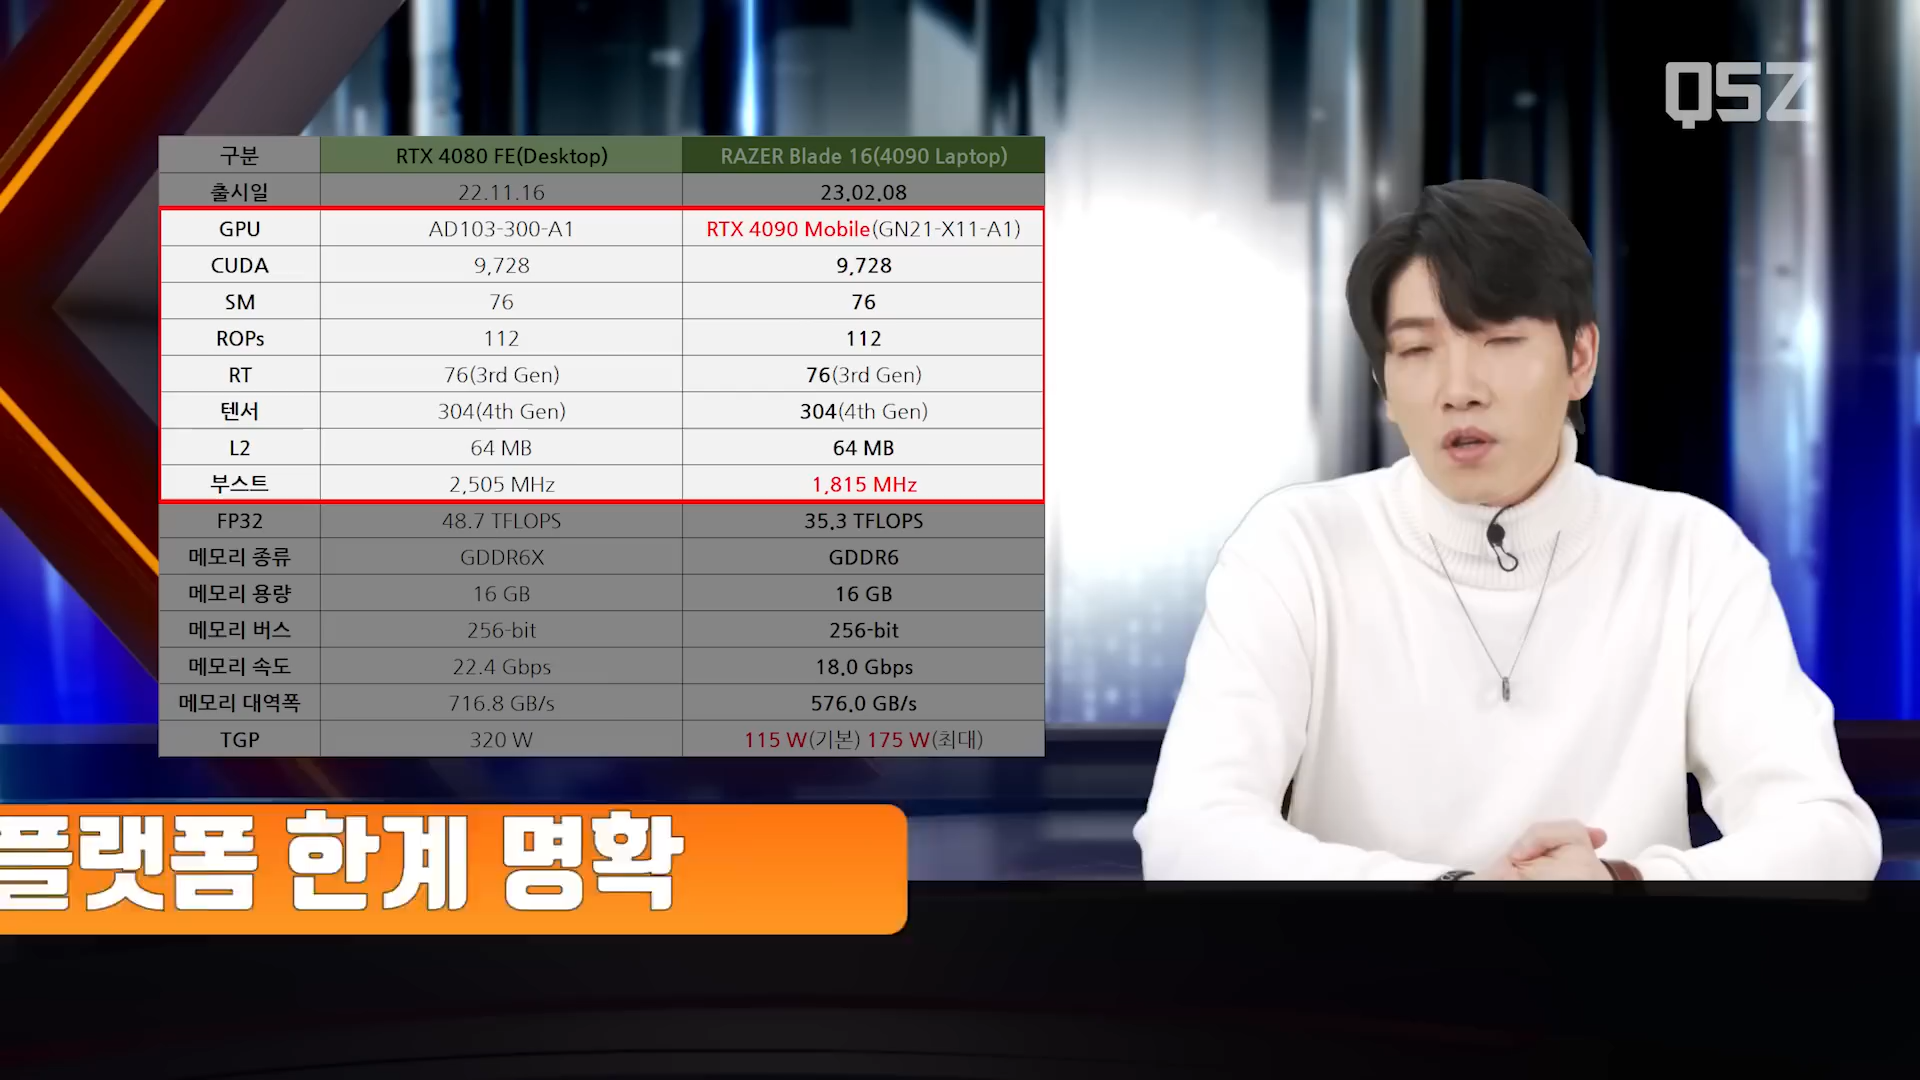 QSZ
구분 RTX 4080 FE(Desktop) RAZER Blade 16(4090 Laptop)
출시일 22.11.16 23.02.08
GPU AD103-300-A1 RTX 4090 Mobile(GN21-X11-A1)
CUDA 9,728 9,728
SM 76 76
ROPs 112 112
RT 76(3rd Gen) 76(3rd Gen)
텐서 304(4th Gen) 304(4th Gen)
L2 64 MB 64 MB
부스트 2,505 MHz 1,815 MHz
FP32 48.7 TFLOPS 35.3 TFLOPS
메모리 종류 GDDR6X GDDR6
메모리 용량 16 GB 16 GB
메모리 버스 256-bit 256-bit
메모리 속도 22.4 Gbps 18.0 Gbps
메모리 대역폭 716.8 GB/s 576.0 GB/s
TGP 320 W 115 W(기본) 175 W(최대)
플랫폼 한계 명확